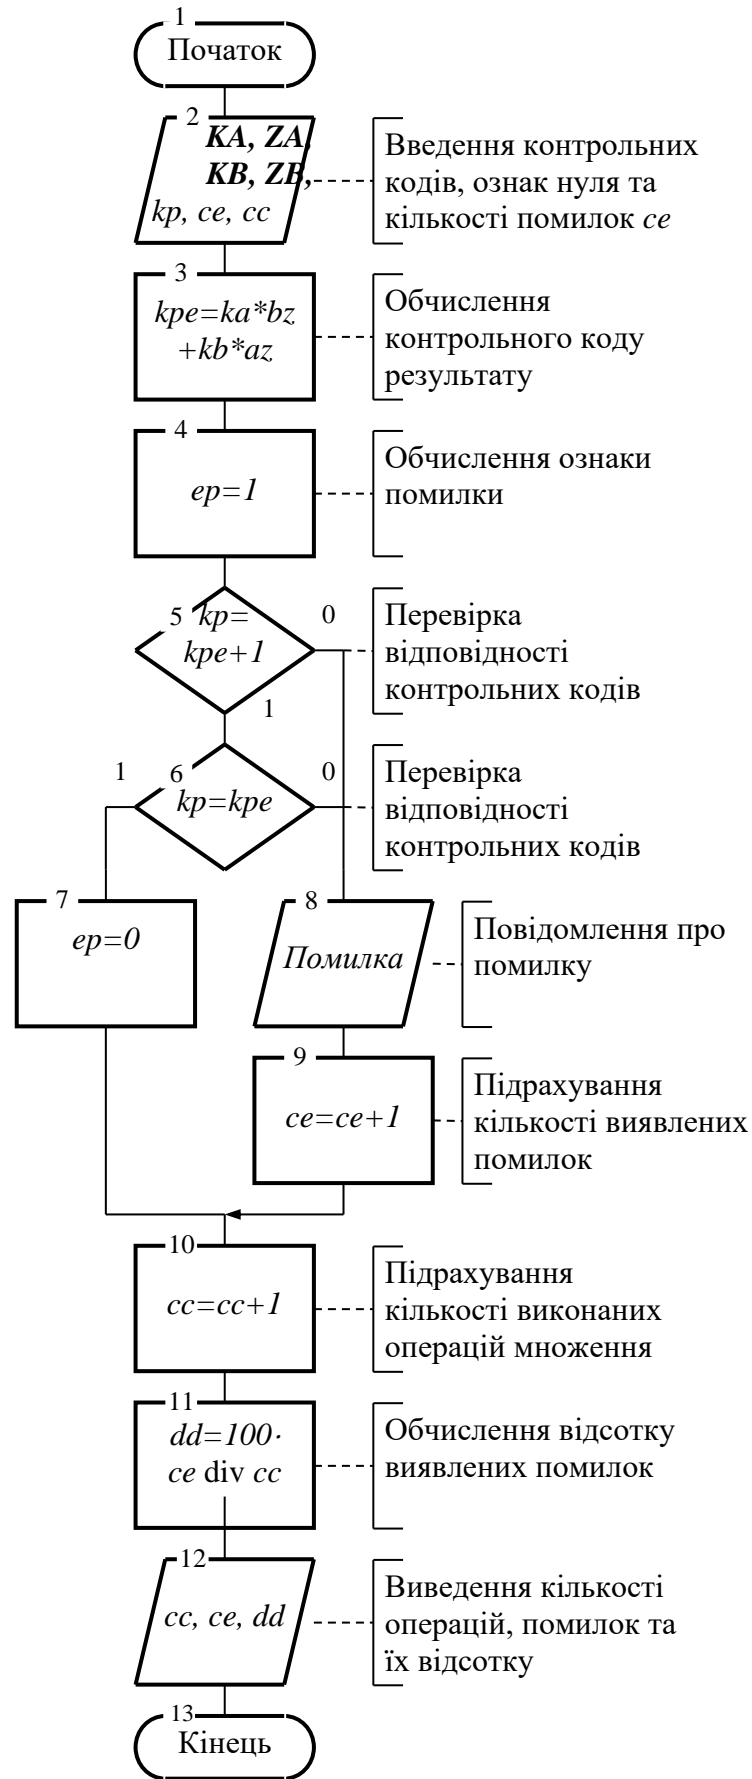 1
Початок
2
KA, ZA,
KB, ZB,
kp, ce, cc
Введення контрольних
кодів, ознак нуля та
кількості помилок ce
3
kpe=ka*bz
+kb*az
Обчислення
контрольного коду
результату
4
ep=1
Обчислення ознаки
помилки
5
kp=
kpe+1
0
1
Перевірка
відповідності
контрольних кодів
1
6
0
kp=kpe
Перевірка
відповідності
контрольних кодів
7
ep=0
8
Помилка
Повідомлення про
помилку
9
ce=ce+1
Підрахування
кількості виявлених
помилок
10
cc=cc+1
Підрахування
кількості виконаних
операцій множення
11
dd=100·
ce div cc
Обчислення відсотку
виявлених помилок
12
cc, ce, dd
Виведення кількості
операцій, помилок та
їх відсотку
13
Кінець